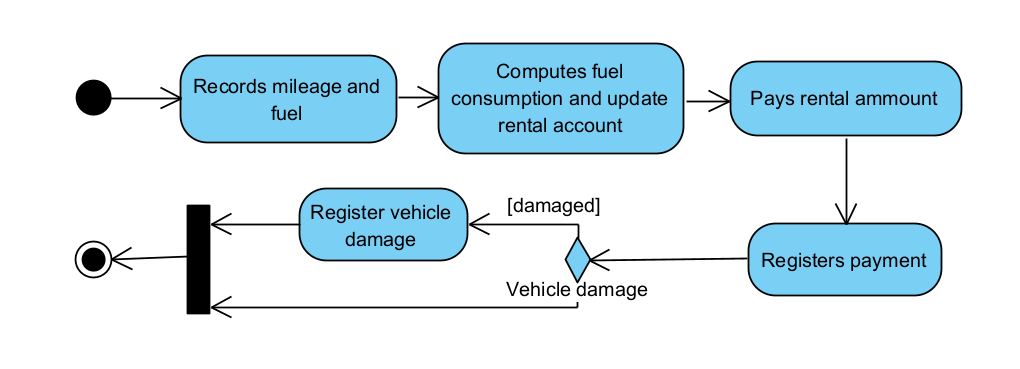 Records mileage and
fuel
Computes fuel
consumption and update
rental account
Pays rental ammount
Register vehicle
damage
[damaged]
Registers payment
Vehicle damage